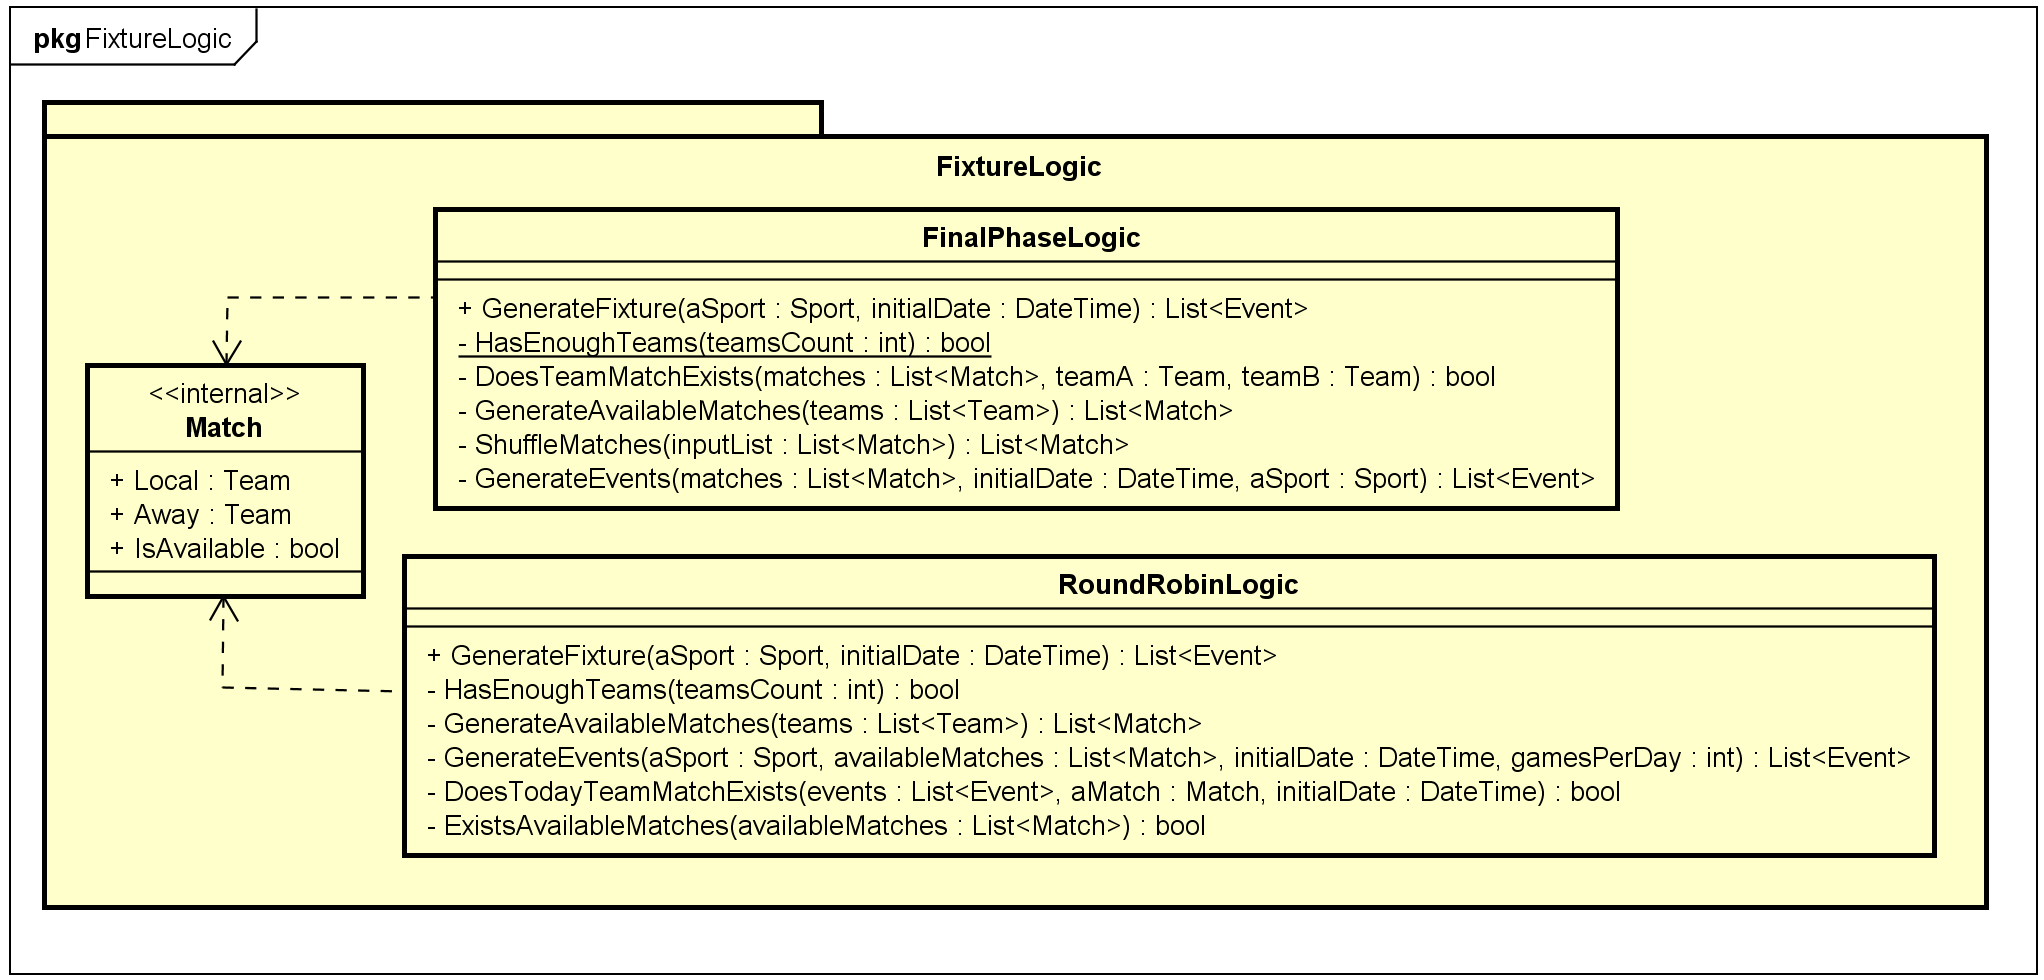 pkg FixtureLogic
FixtureLogic
FinalPhaseLogic
+ GenerateFixture(aSport : Sport, initialDate : DateTime) : List<Event>
- HasEnoughTeams(teamsCount : int) : bool
- DoesTeamMatchExists(matches : List<Match>, teamA : Team, teamB : Team) : bool
- GenerateAvailableMatches(teams : List<Team>) : List<Match>
- ShuffleMatches(inputList : List<Match>) : List<Match>
- GenerateEvents(matches : List<Match>, initialDate : DateTime, aSport : Sport) : List<Event>
<<internal>>
Match
+ Local : Team
+ Away : Team
+ IsAvailable : bool
RoundRobinLogic
+ GenerateFixture(aSport : Sport, initialDate : DateTime) : List<Event>
- HasEnoughTeams(teamsCount : int) : bool
- GenerateAvailableMatches(teams : List<Team>) : List<Match>
- GenerateEvents(aSport : Sport, availableMatches : List<Match>, initialDate : DateTime, gamesPerDay : int) : List<Event>
- DoesTodayTeamMatchExists(events : List<Event>, aMatch : Match, initialDate : DateTime) : bool
- ExistsAvailableMatches(availableMatches : List<Match>) : bool